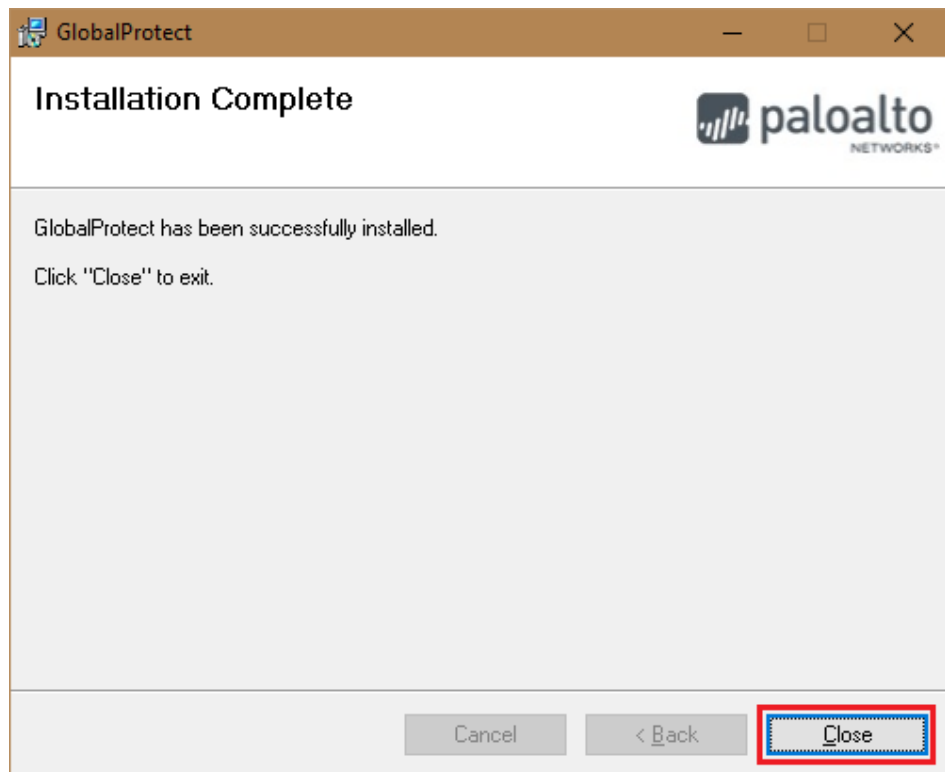 GlobalProtect
Installation Complete
paloalto
NETWORKS®
GlobalProtect has been successfully installed.
Click "Close" to exit.
Cancel
< Back
Close